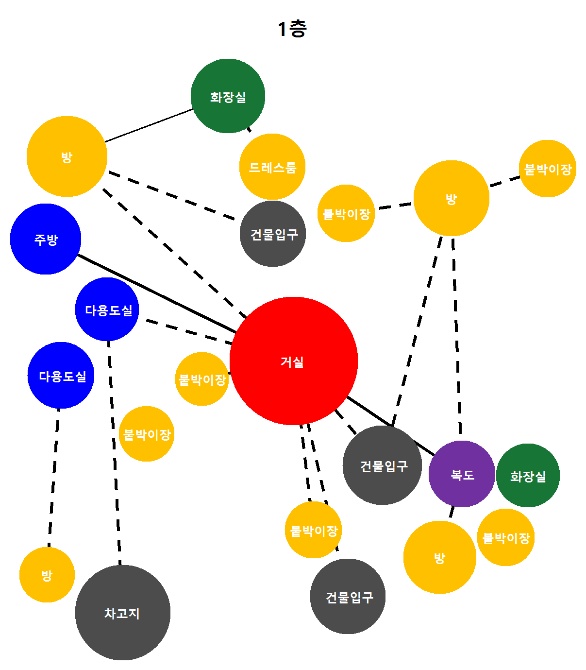 1층
화장실
방
드레스룸
붙박이장
방
붙박이장
주방
건물입구
다용도실
거실
다용도실
붙박이장
붙박이장
건물입구
복도
화장실
붙박이장
붙박이장
방
방
차고지
건물입구